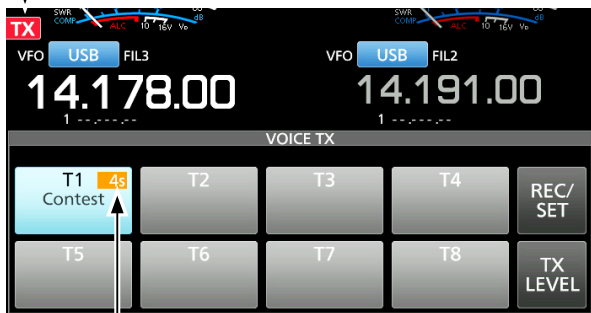 SWR
COMP
ALC 10 16V VD
dB
SWR
COMP
ALC 10 16V VD
dB
TX
VFO USB FIL3
VFO USB FIL2
14.178.00
14.191.00
1 --.---.--
1 --.---.--
VOICE TX
T1 4s
Contest
T2
T3
T4
REC/
SET
T5
T6
T7
T8
TX
LEVEL